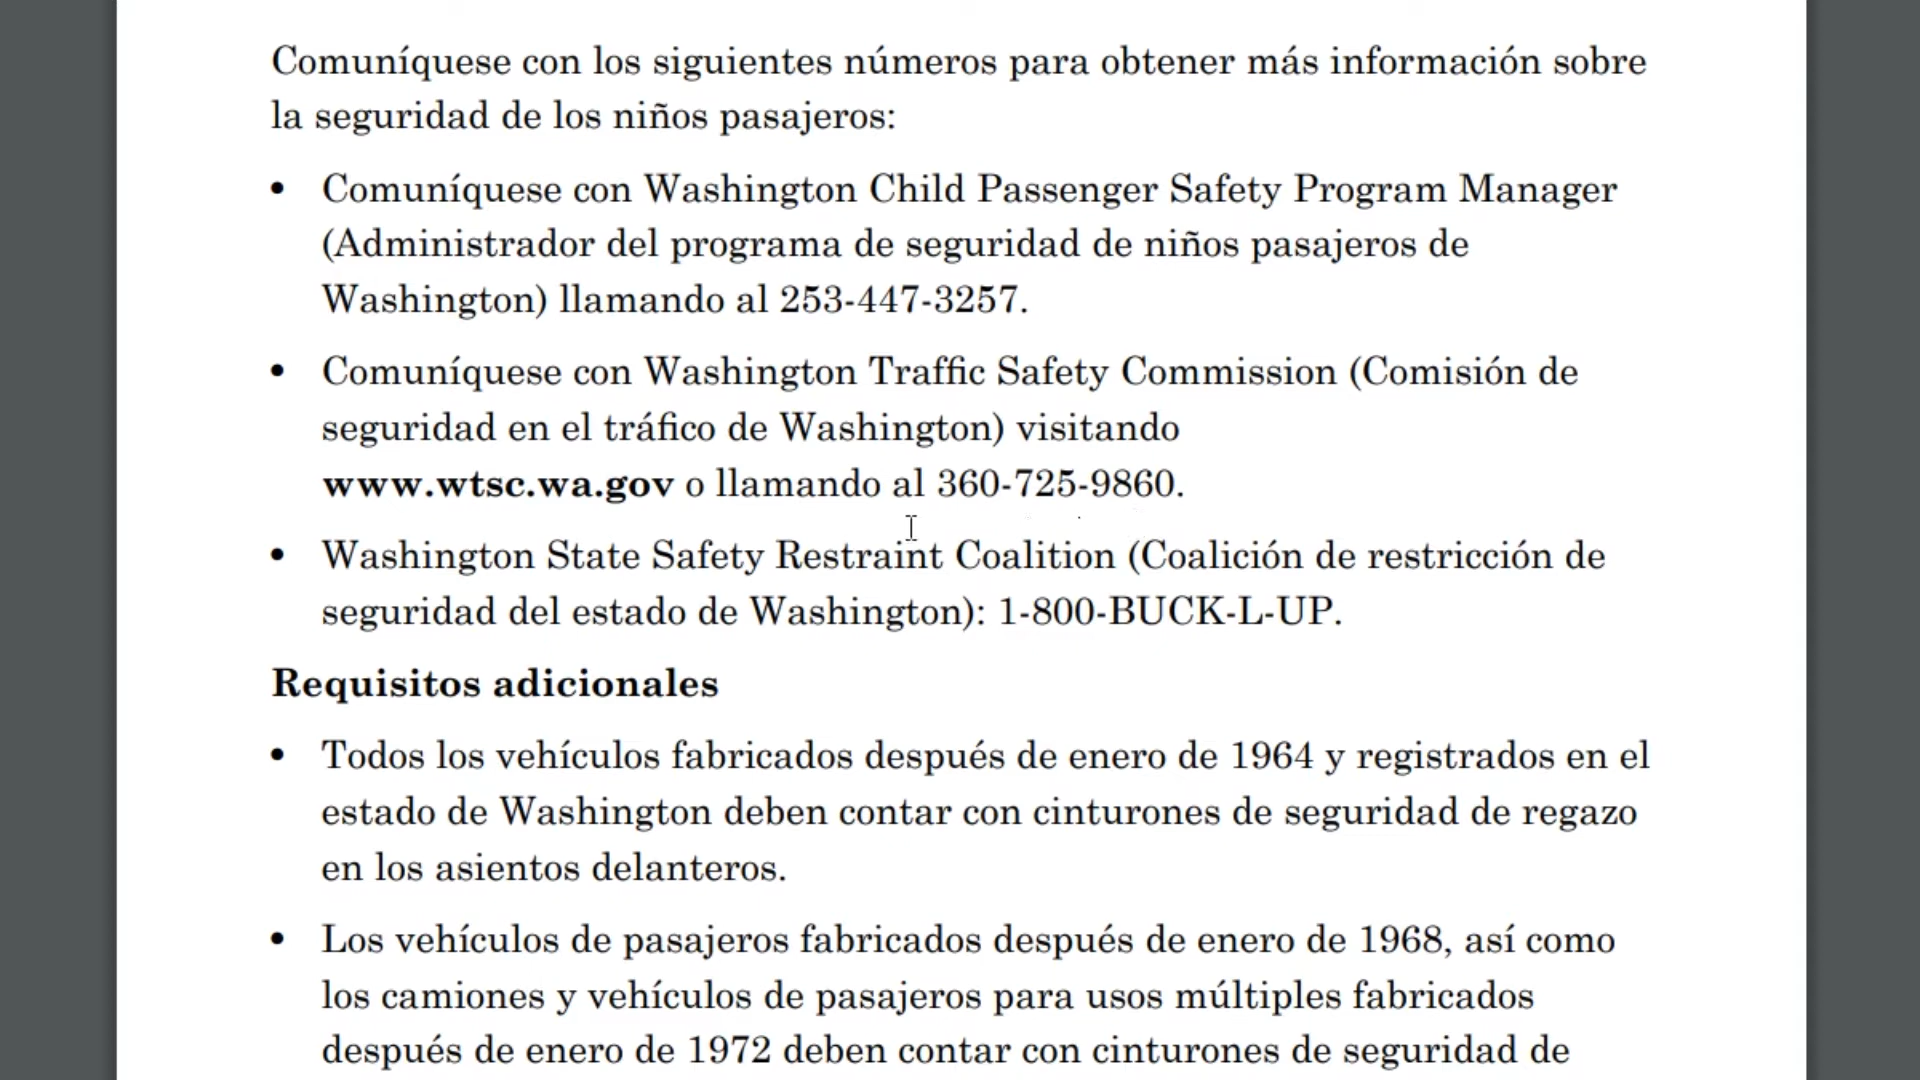 Comuníquese con los siguientes números para obtener más información sobre
la seguridad de los niños pasajeros:
• Comuníquese con Washington Child Passenger Safety Program Manager
(Administrador del programa de seguridad de niños pasajeros de
Washington) llamando al 253-447-3257.
• Comuníquese con Washington Traffic Safety Commission (Comisión de
seguridad en el tráfico de Washington) visitando
www.wtsc.wa.gov o llamando al 360-725-9860.
• Washington State Safety Restraint Coalition (Coalición de restricción de
seguridad del estado de Washington): 1-800-BUCK-L-UP.
Requisitos adicionales
• Todos los vehículos fabricados después de enero de 1964 y registrados en el
estado de Washington deben contar con cinturones de seguridad de regazo
en los asientos delanteros.
• Los vehículos de pasajeros fabricados después de enero de 1968, así como
los camiones y vehículos de pasajeros para usos múltiples fabricados
después de enero de 1972 deben contar con cinturones de seguridad de